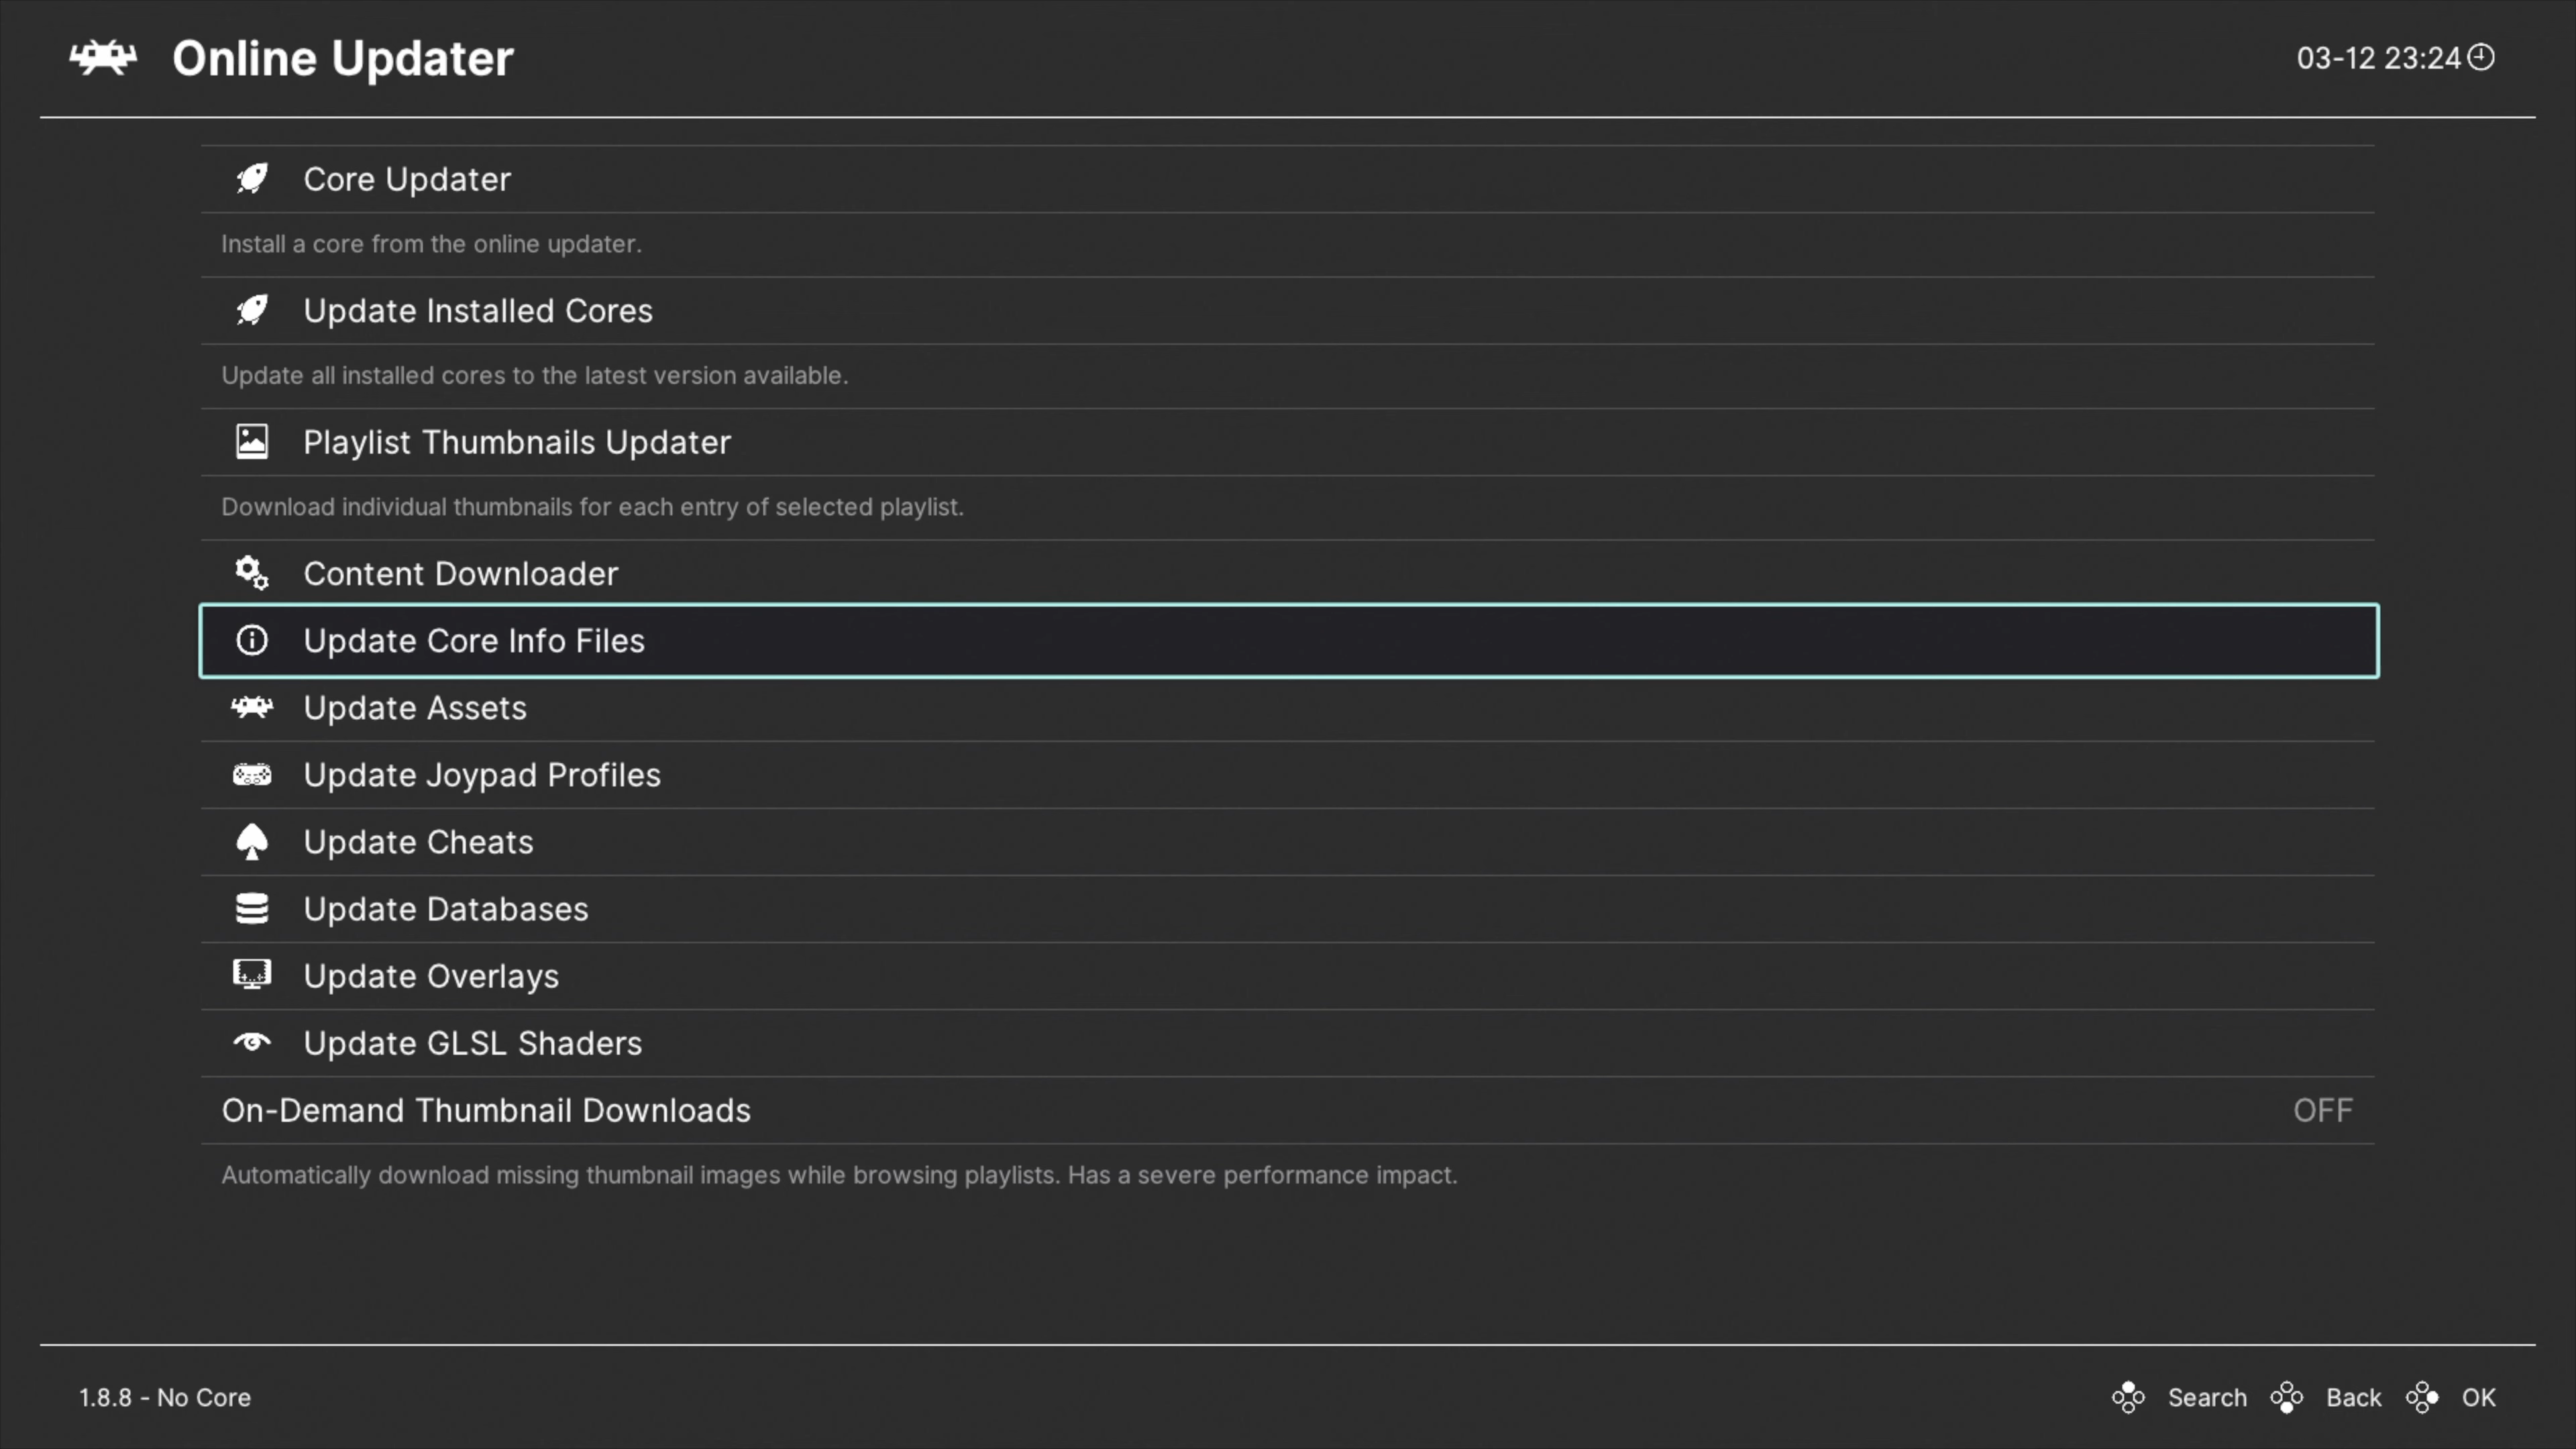 Online Updater
03-12 23:24
Core Updater
Install a core from the online updater.
Update Installed Cores
Update all installed cores to the latest version available.
Playlist Thumbnails Updater
Download individual thumbnails for each entry of selected playlist.
Content Downloader
Update Core Info Files
Update Assets
Update Joypad Profiles
Update Cheats
Update Databases
Update Overlays
Update GLSL Shaders
On-Demand Thumbnail Downloads OFF
Automatically download missing thumbnail images while browsing playlists. Has a severe performance impact.
1.8.8 - No Core
Search Back OK